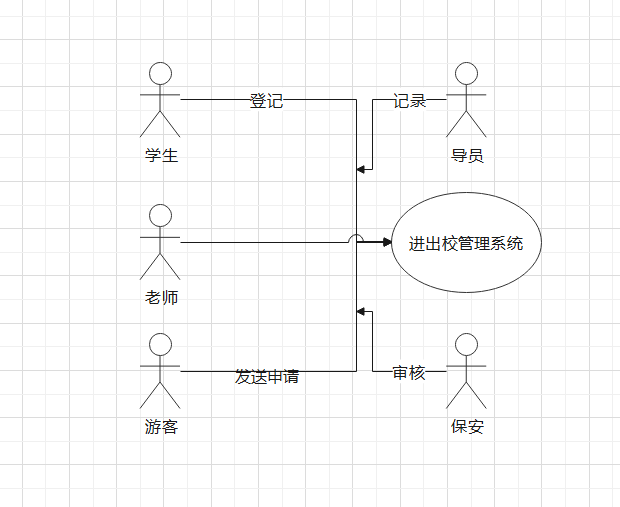 登记
记录
学生
导员
进出校管理系统
老师
发送申请
审核
游客
保安